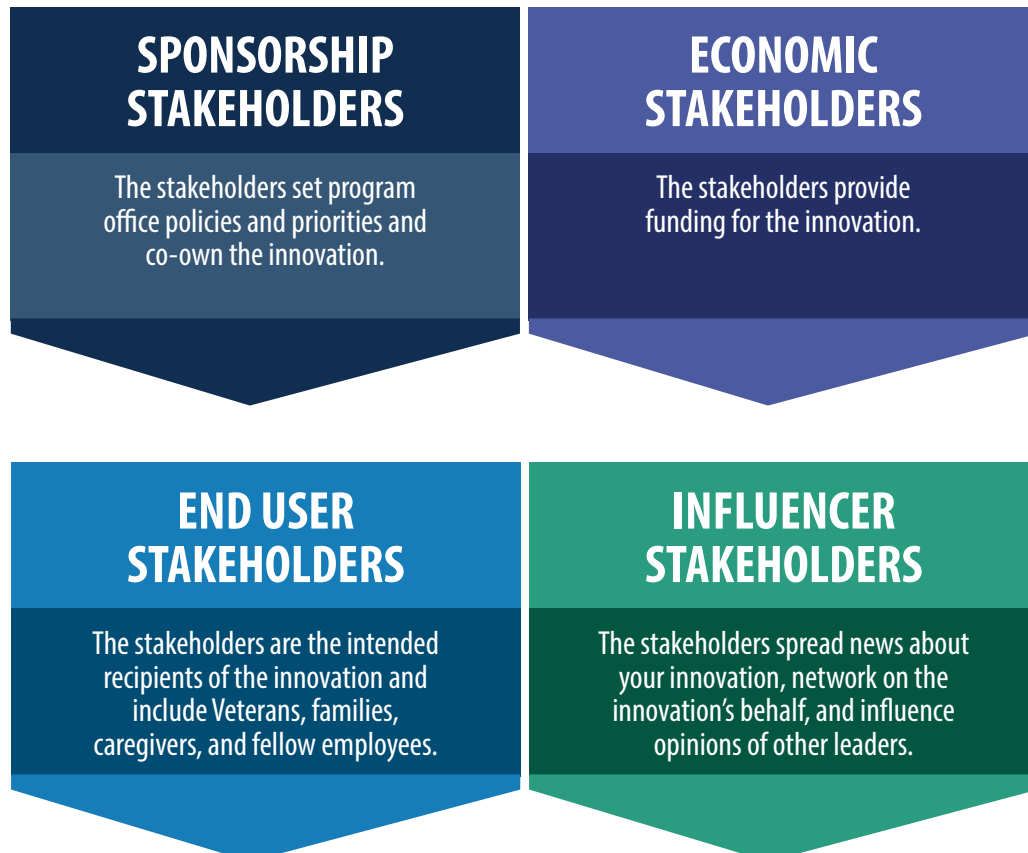 SPONSORSHIP
STAKEHOLDERS
The stakeholders set program
office policies and priorities and
co-own the innovation.
ECONOMIC
STAKEHOLDERS
The stakeholders provide
funding for the innovation.
END USER
STAKEHOLDERS
The stakeholders are the intended
recipients of the innovation and
include Veterans, families,
caregivers, and fellow employees.
INFLUENCER
STAKEHOLDERS
The stakeholders spread news about
your innovation, network on the
innovation’s behalf, and influence
opinions of other leaders.